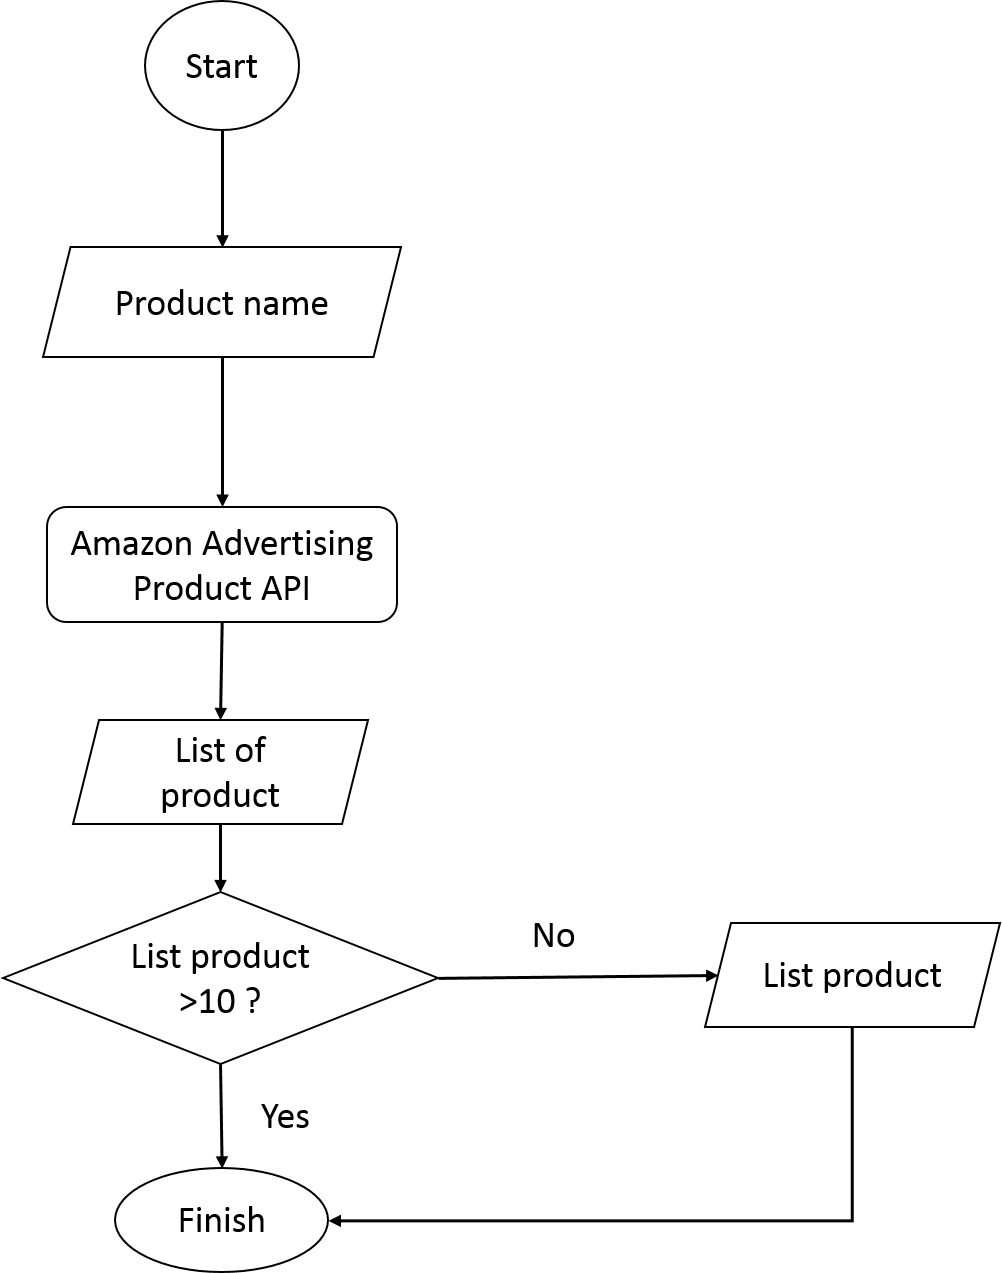 Start
Product name
Amazon Advertising
Product API
List of
product
List product
>10 ?
No
List product
Yes
Finish